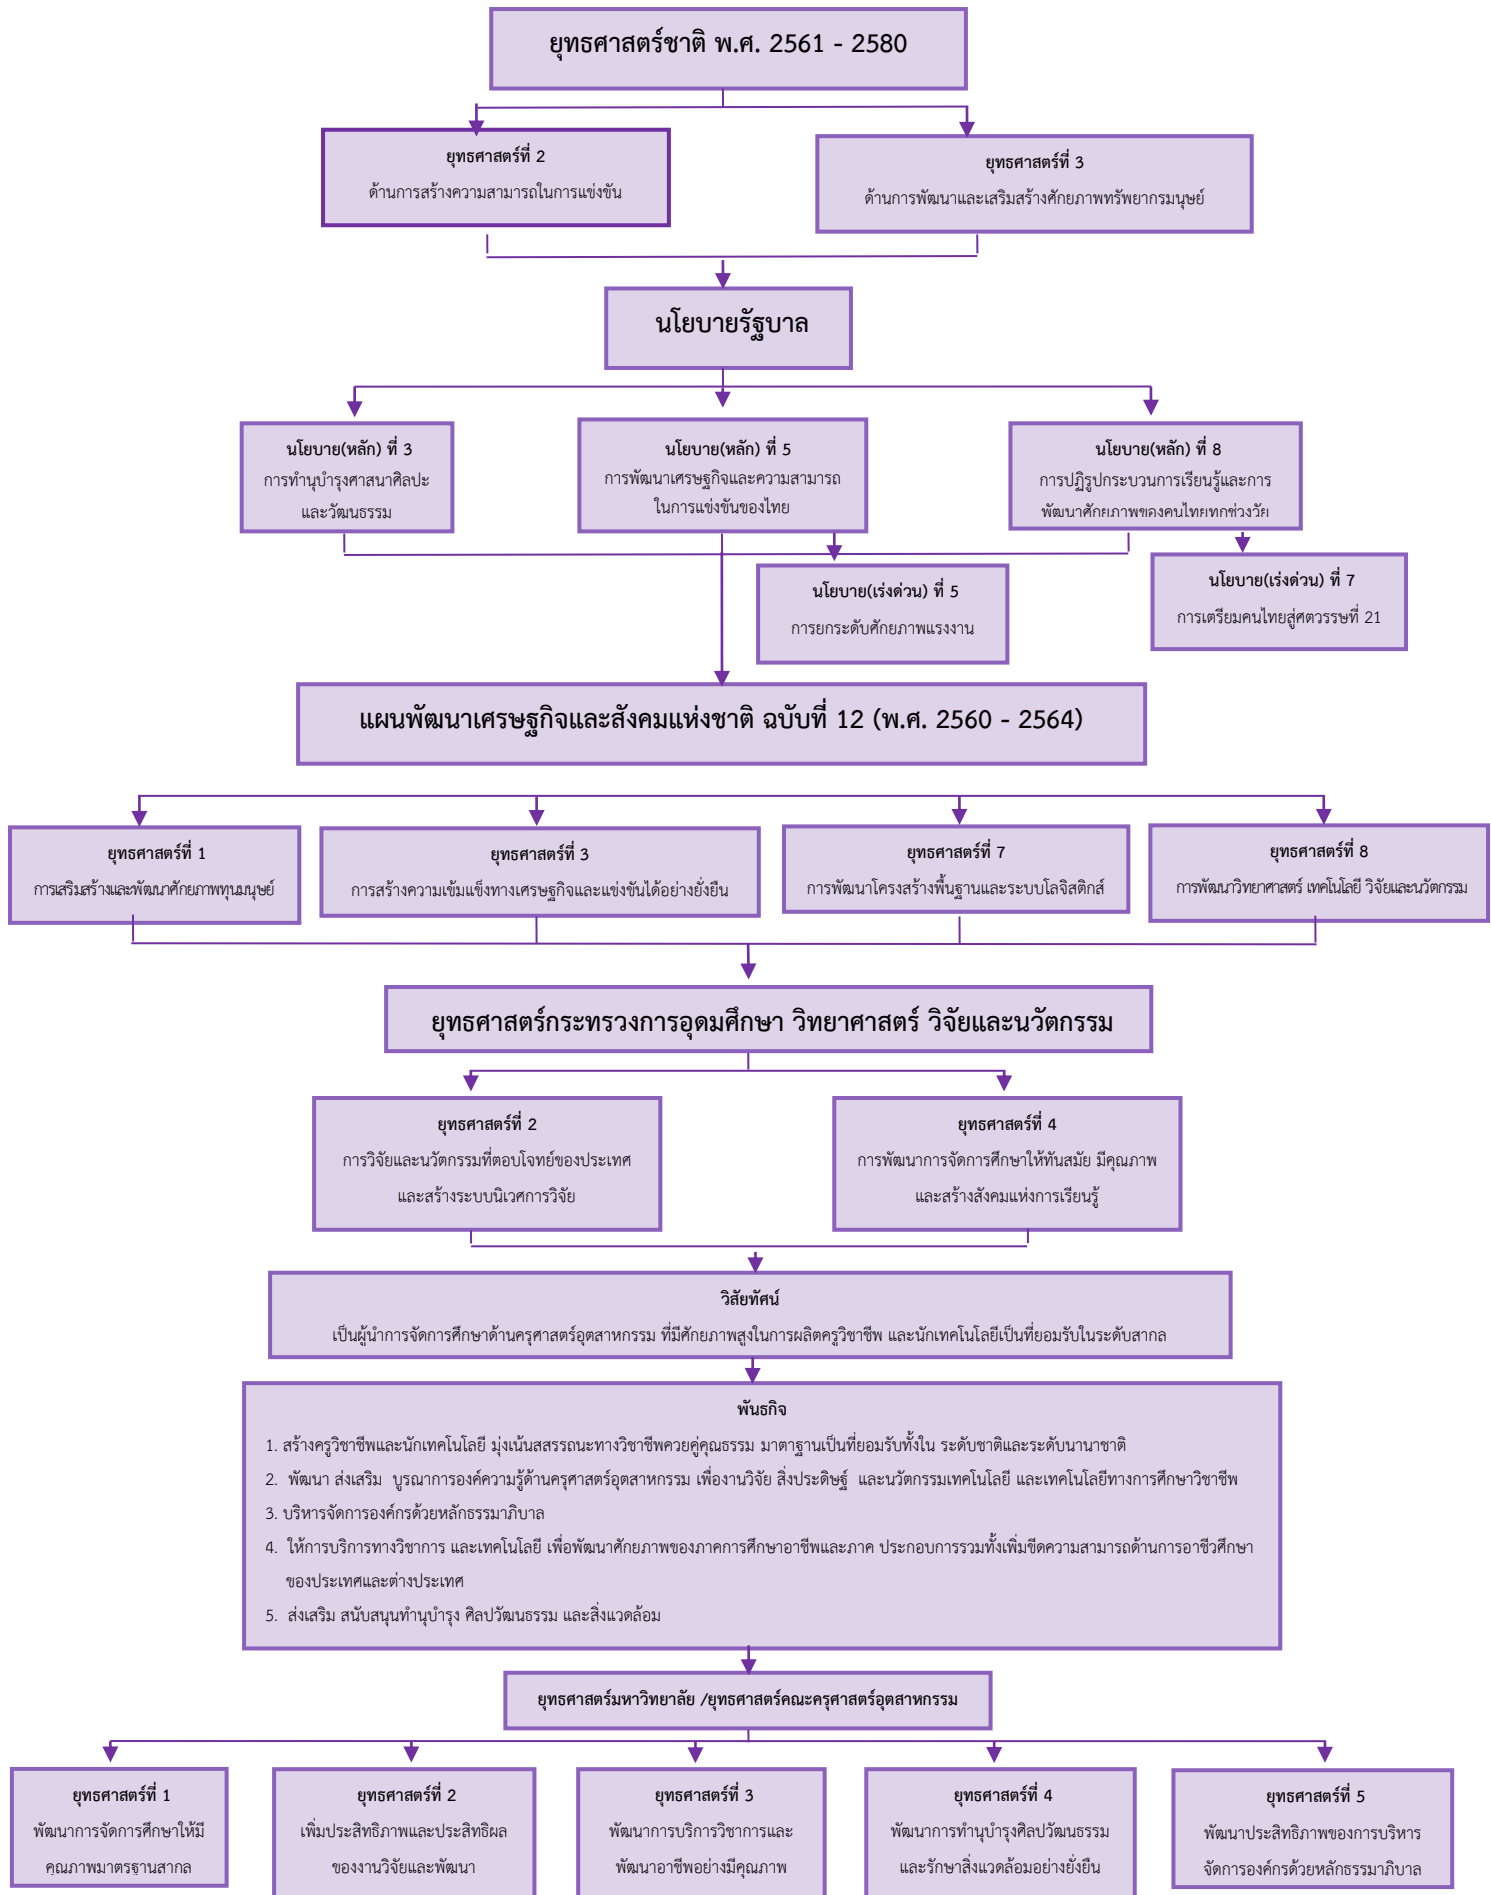 ยุทธศาสตร์ชาติ พ.ศ. 2561 - 2580
ยุทธศาสตร์ที่ 2
ด้านการสร้างความสามารถในการแข่งขัน
ยุทธศาสตร์ที่ 3
ด้านการพัฒนาและเสริมสร้างศักยภาพทรัพยากรมนุษย์
นโยบายรัฐบาล
นโยบาย(หลัก) ที่ 3
การทำนุบำรุงศาสนาศิลปะ
และวัฒนธรรม
นโยบาย(หลัก) ที่ 5
การพัฒนาเศรษฐกิจและความสามารถ
ในการแข่งขันของไทย
นโยบาย(หลัก) ที่ 8
การปฏิรูปกระบวนการเรียนรู้และการ
พัฒนาศักยภาพของคนไทยทุกช่วงวัย
นโยบาย(เร่งด่วน) ที่ 5
การยกระดับศักยภาพแรงงาน
นโยบาย(เร่งด่วน) ที่ 7
การเตรียมคนไทยสู่ศตวรรษที่ 21
แผนพัฒนาเศรษฐกิจและสังคมแห่งชาติ ฉบับที่ 12 (พ.ศ. 2560 - 2564)
ยุทธศาสตร์ที่ 1
การเสริมสร้างและพัฒนาศักยภาพทุนมนุษย์
ยุทธศาสตร์ที่ 3
การสร้างความเข้มแข็งทางเศรษฐกิจและแข่งขันได้อย่างยั่งยืน
ยุทธศาสตร์ที่ 7
การพัฒนาโครงสร้างพื้นฐานและระบบโลจิสติกส์
ยุทธศาสตร์ที่ 8
การพัฒนาวิทยาศาสตร์ เทคโนโลยี วิจัยและนวัตกรรม
ยุทธศาสตร์กระทรวงการอุดมศึกษา วิทยาศาสตร์ วิจัยและนวัตกรรม
ยุทธศาสตร์ที่ 2
การวิจัยและนวัตกรรมที่ตอบโจทย์ของประเทศ
และสร้างระบบนิเวศการวิจัย
ยุทธศาสตร์ที่ 4
การพัฒนาการจัดการศึกษาให้ทันสมัย มีคุณภาพ
และสร้างสังคมแห่งการเรียนรู้
วิสัยทัศน์
เป็นผู้นำการจัดการศึกษาด้านครุศาสตร์อุตสาหกรรม ที่มีศักยภาพสูงในการผลิตครูวิชาชีพ และนักเทคโนโลยีเป็นที่ยอมรับในระดับสากล
พันธกิจ
1. สร้างครูวิชาชีพและนักเทคโนโลยี มุ่งเน้นสสรรถนะทางวิชาชีพควยคู่คุณธรรม มาตาฐานเป็นที่ยอมรับทั้งใน ระดับชาติและระดับนานาชาติ
2. พัฒนา ส่งเสริม บูรณาการองค์ความรู้ด้านครุศาสตร์อุตสาหกรรม เพื่องานวิจัย สิ่งประดิษฐ์ และนวัตกรรมเทคโนโลยี และเทคโนโลยีทางการศึกษาวิชาชีพ
3. บริหารจัดการองค์กรด้วยหลักธรรมาภิบาล
4. ให้การบริการทางวิชาการ และเทคโนโลยี เพื่อพัฒนาศักยภาพของภาคการศึกษาอาชีพและภาค ประกอบการรวมทั้งเพิ่มขีดความสามารถด้านการอาชีวศึกษา
ของประเทศและต่างประเทศ
5. ส่งเสริม สนับสนุนทำนุบำรุง ศิลปวัฒนธรรม และสิ่งแวดล้อม
ยุทธศาสตร์มหาวิทยาลัย /ยุทธศาสตร์คณะครุศาสตร์อุตสาหกรรม
ยุทธศาสตร์ที่ 1
พัฒนาการจัดการศึกษาให้มี
คุณภาพมาตรฐานสากล
ยุทธศาสตร์ที่ 2
เพิ่มประสิทธิภาพและประสิทธิผล
ของงานวิจัยและพัฒนา
ยุทธศาสตร์ที่ 3
พัฒนาการบริการวิชาการและ
พัฒนาอาชีพอย่างมีคุณภาพ
ยุทธศาสตร์ที่ 4
พัฒนาการทำนุบำรุงศิลปวัฒนธรรม
และรักษาสิ่งแวดล้อมอย่างยั่งยืน
ยุทธศาสตร์ที่ 5
พัฒนาประสิทธิภาพของการบริหาร
จัดการองค์กรด้วยหลักธรรมาภิบาล